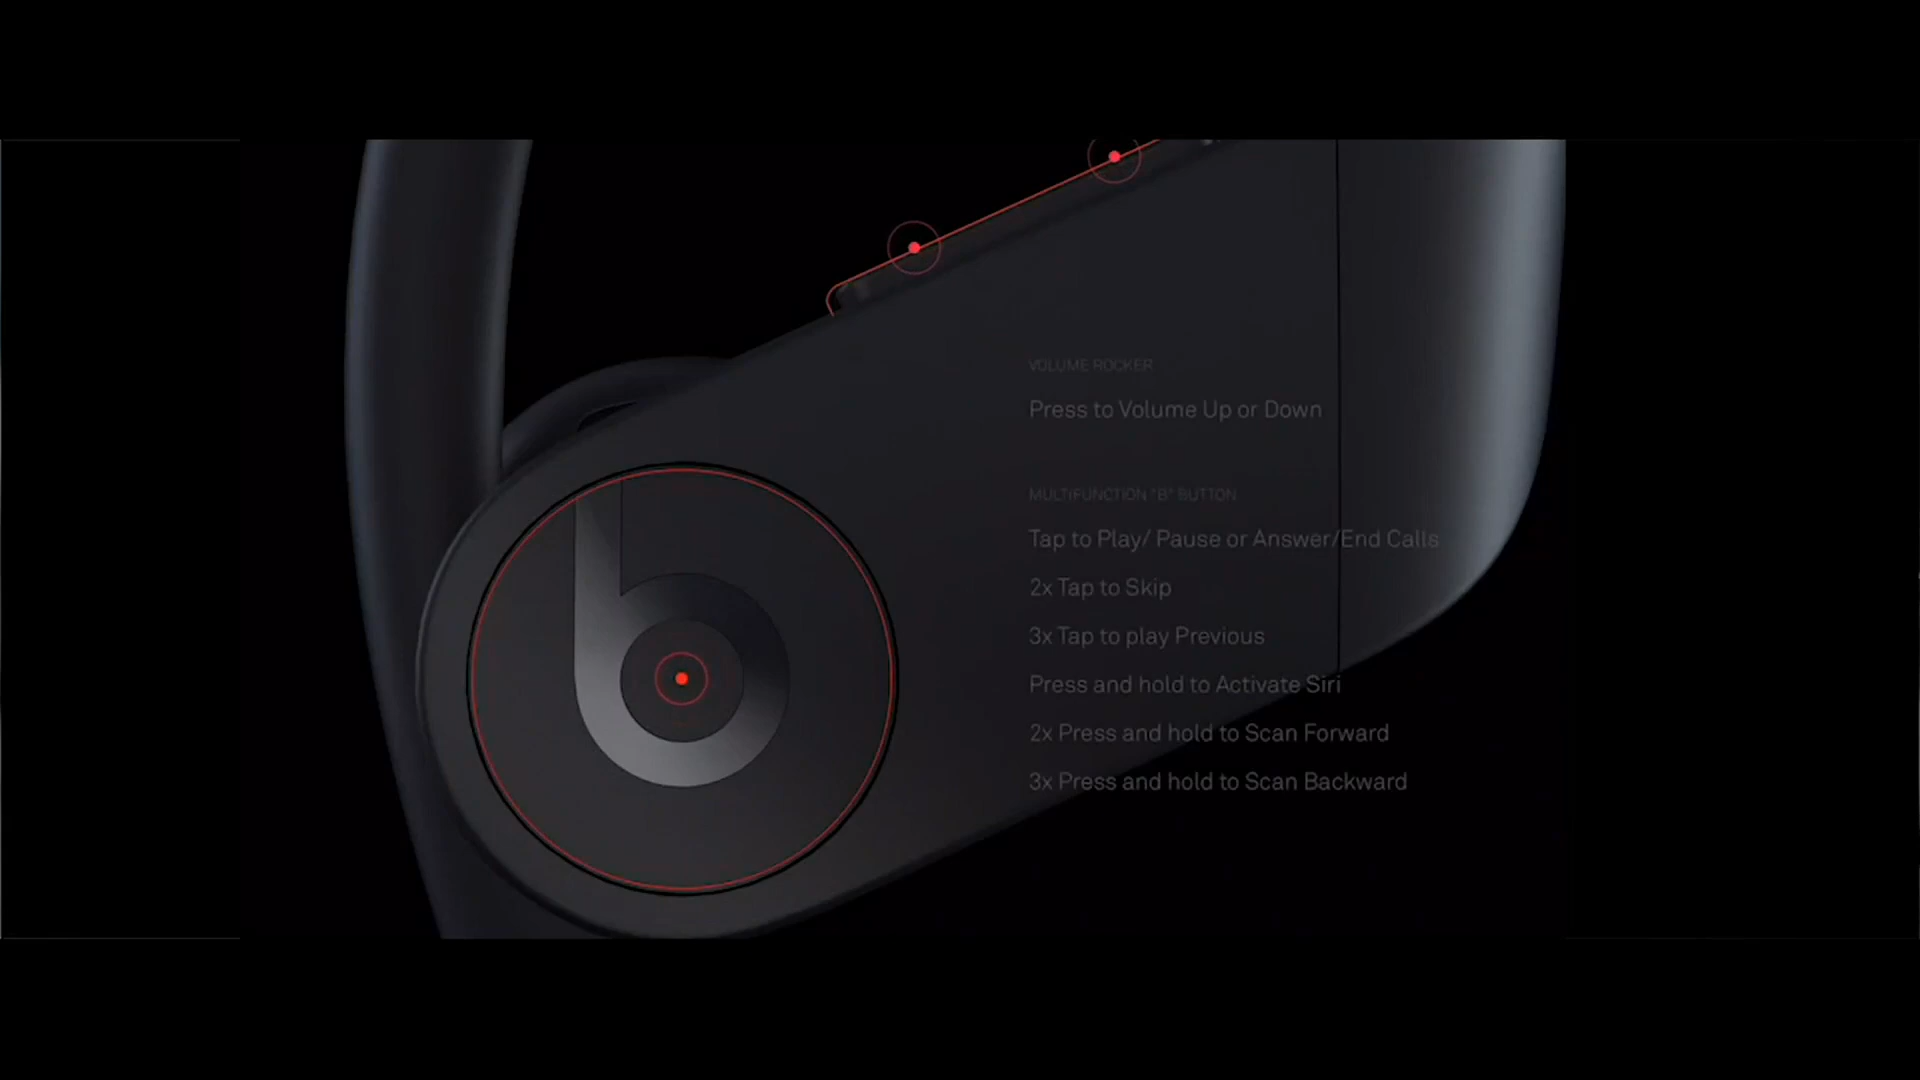 VOLUME ROCKER
Press to Volume Up or Down
MULTIFUNCTION "B" BUTTON
Tap to Play/ Pause or Answer/End Calls
2x Tap to Skip
3x Tap to play Previous
Press and hold to Activate Siri
2x Press and hold to Scan Forward
3x Press and hold to Scan Backward